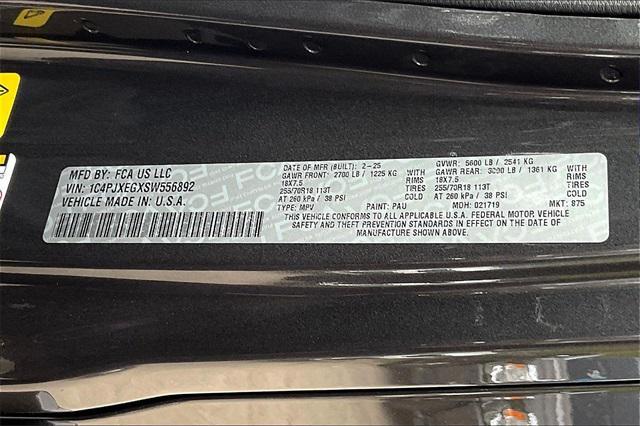 MFD BY: FCA US LLC
VIN: 1C4PJXEGXSW556892
VEHICLE MADE IN: U.S.A.
DATE OF MFR (BUILT): 2-25
GAWR FRONT: 2700 LB / 1225 KG
18X7.5 RIMS
255/70R18 113T TIRES
AT 260 kPa / 38 PSI COLD
TYPE: MPV
GVWR: 5600 LB / 2541 KG
GAWR REAR: 3000 LB / 1361 KG
18X7.5 RIMS
255/70R18 113T TIRES
AT 260 kPa / 38 PSI COLD
PAINT: PAU
MDH: 021719
MKT: 875
THIS VEHICLE CONFORMS TO ALL APPLICABLE U.S.A. FEDERAL MOTOR VEHICLE
SAFETY AND THEFT PREVENTION STANDARDS IN EFFECT ON THE DATE OF
MANUFACTURE SHOWN ABOVE.